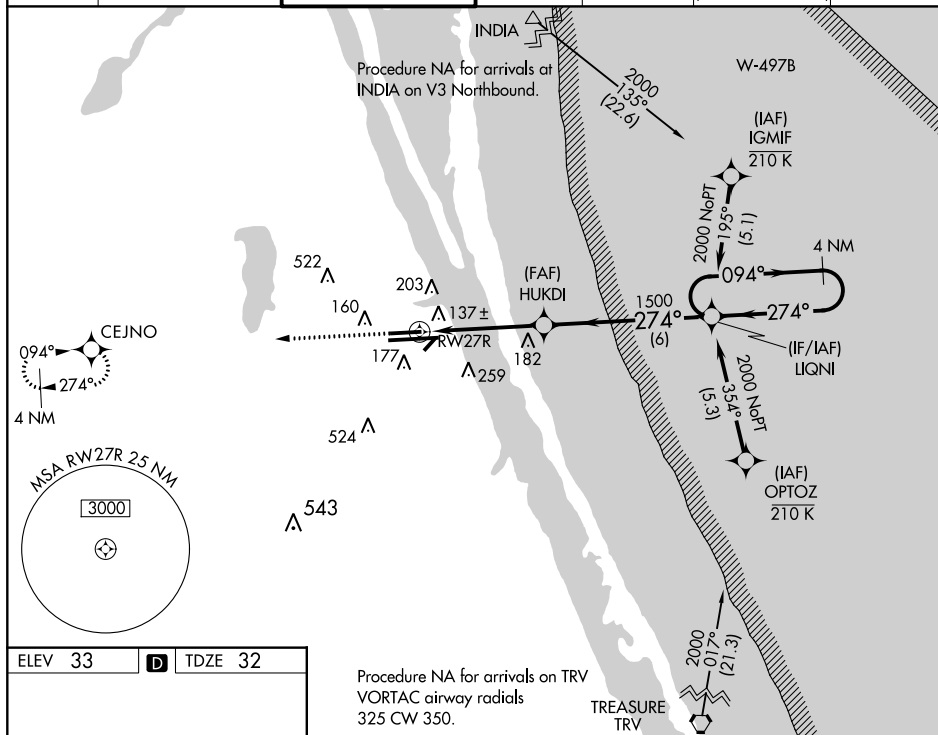 INDIA
Procedure NA for arrivals at
INDIA on V3 Northbound.
2000
135°
(22.6)
W-497B
(IAF)
IGMIF
210 K
2000 NoPT
195°
(5.1)
4 NM
094°
274°
522
203
160
137 ±
RW27R
177
259
182
(FAF)
HUKDI
1500
274°
(6)
(IF/IAF)
LIQNI
CEJNO
094°
274°
4 NM
524
2000 NoPT
354°
(5.3)
(IAF)
OPTOZ
210 K
MSA RW27R 25 NM
3000
543
2000
017°
(21.3)
ELEV 33
D
TDZE 32
Procedure NA for arrivals on TRV
VORTAC airway radials
325 CW 350.
TREASURE
TRV